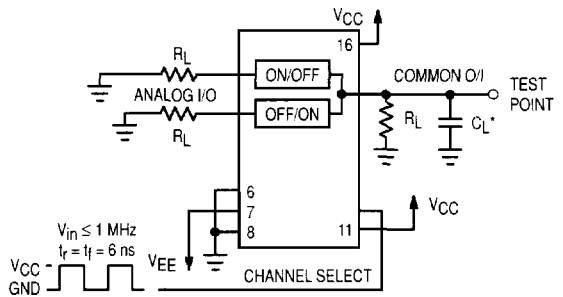 VCC
16
RL
ON/OFF
COMMON O/I
TEST
POINT
ANALOG I/O
OFF/ON
RL
RL
CL*
6
7
8
11
VCC
Vin ≤ 1 MHz
tr = tf = 6 ns
VEE
VCC
GND
CHANNEL SELECT